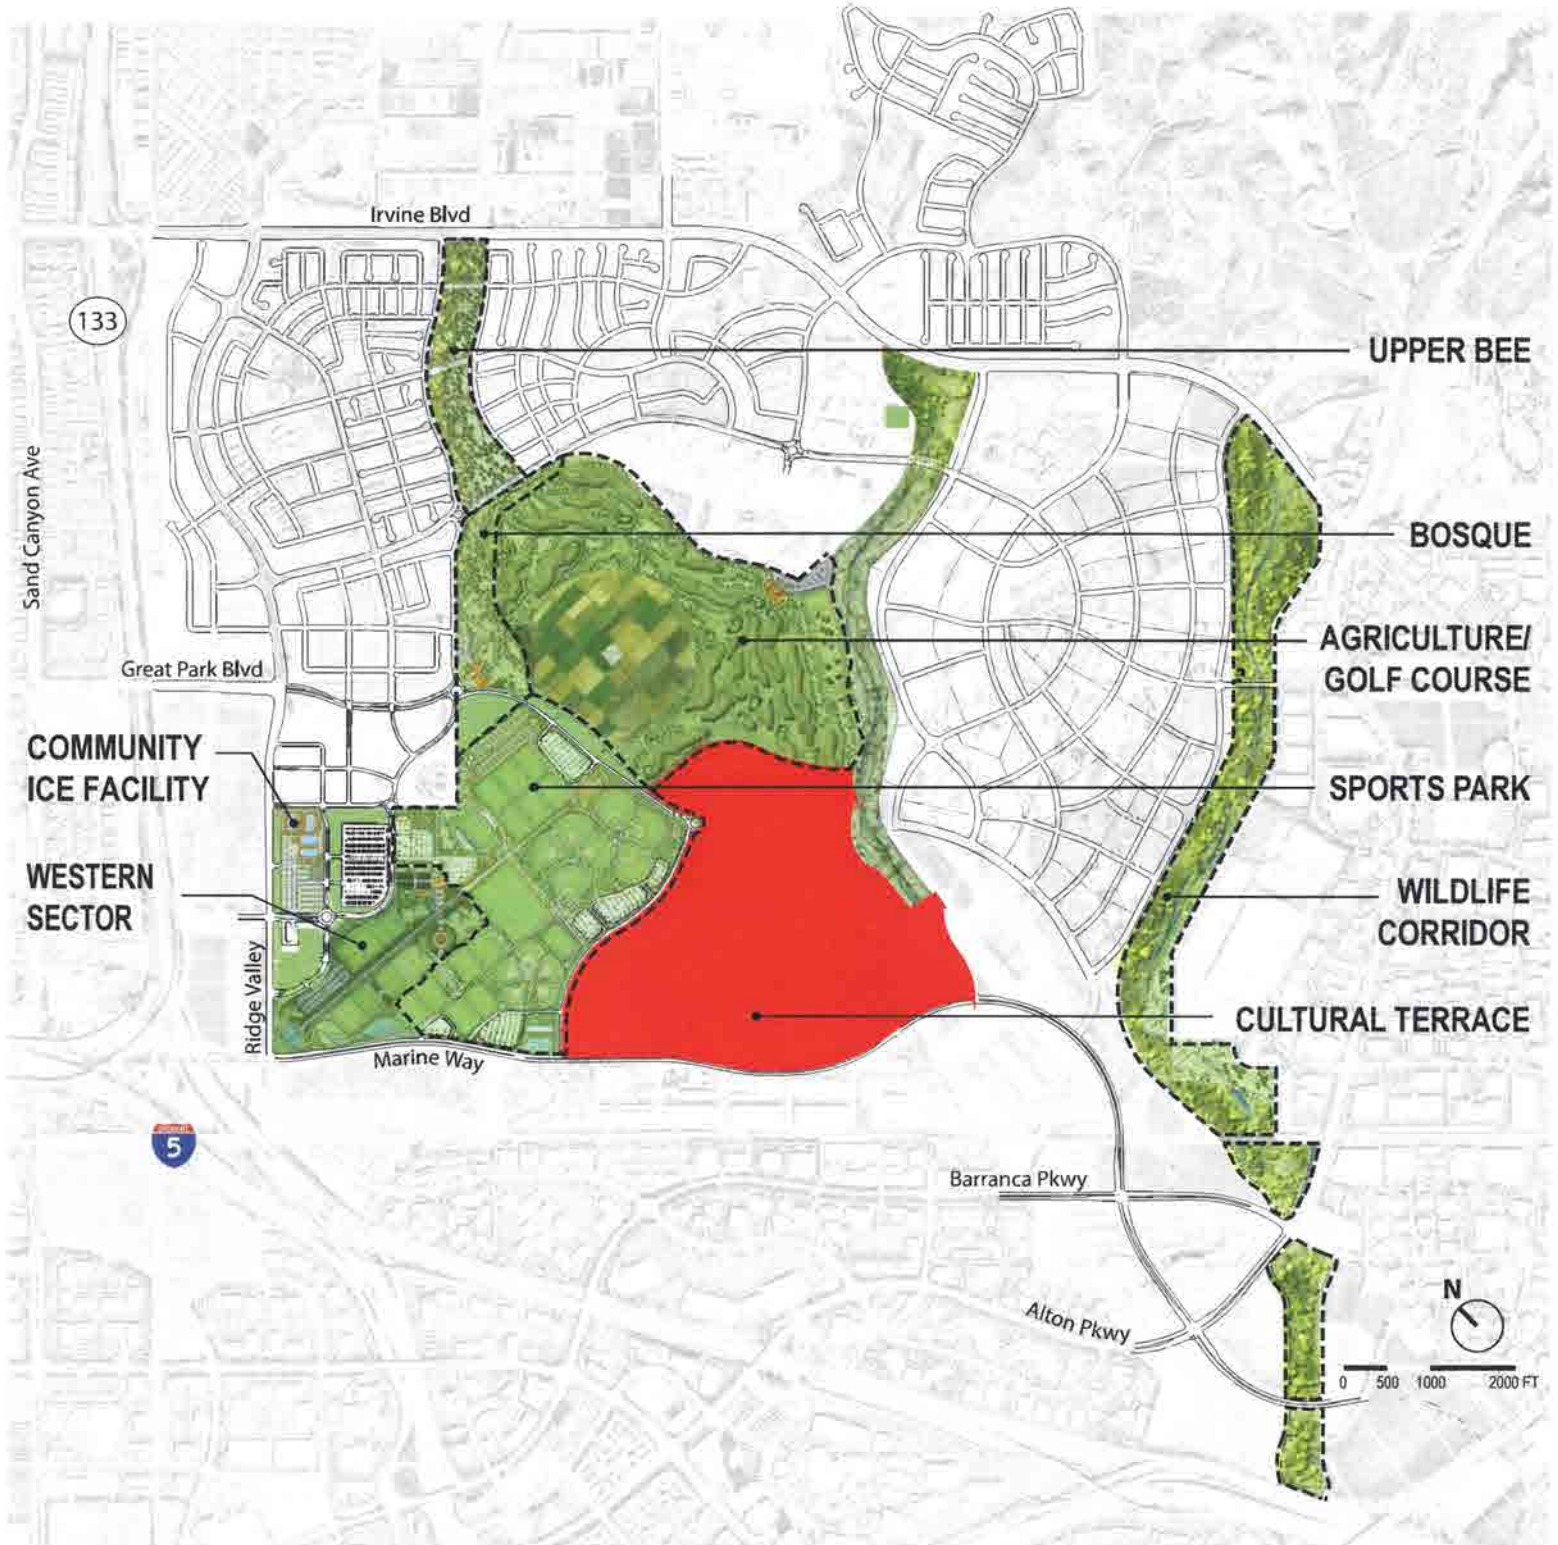 Irvine Blvd
133
UPPER BEE
Sand Canyon Ave
BOSQUE
AGRICULTURE/
GOLF COURSE
Great Park Blvd
COMMUNITY
ICE FACILITY
SPORTS PARK
WESTERN
SECTOR
WILDLIFE
CORRIDOR
Ridge Valley
CULTURAL TERRACE
Marine Way
5
Barranca Pkwy
Alton Pkwy
N
0 500 1000 2000 FT